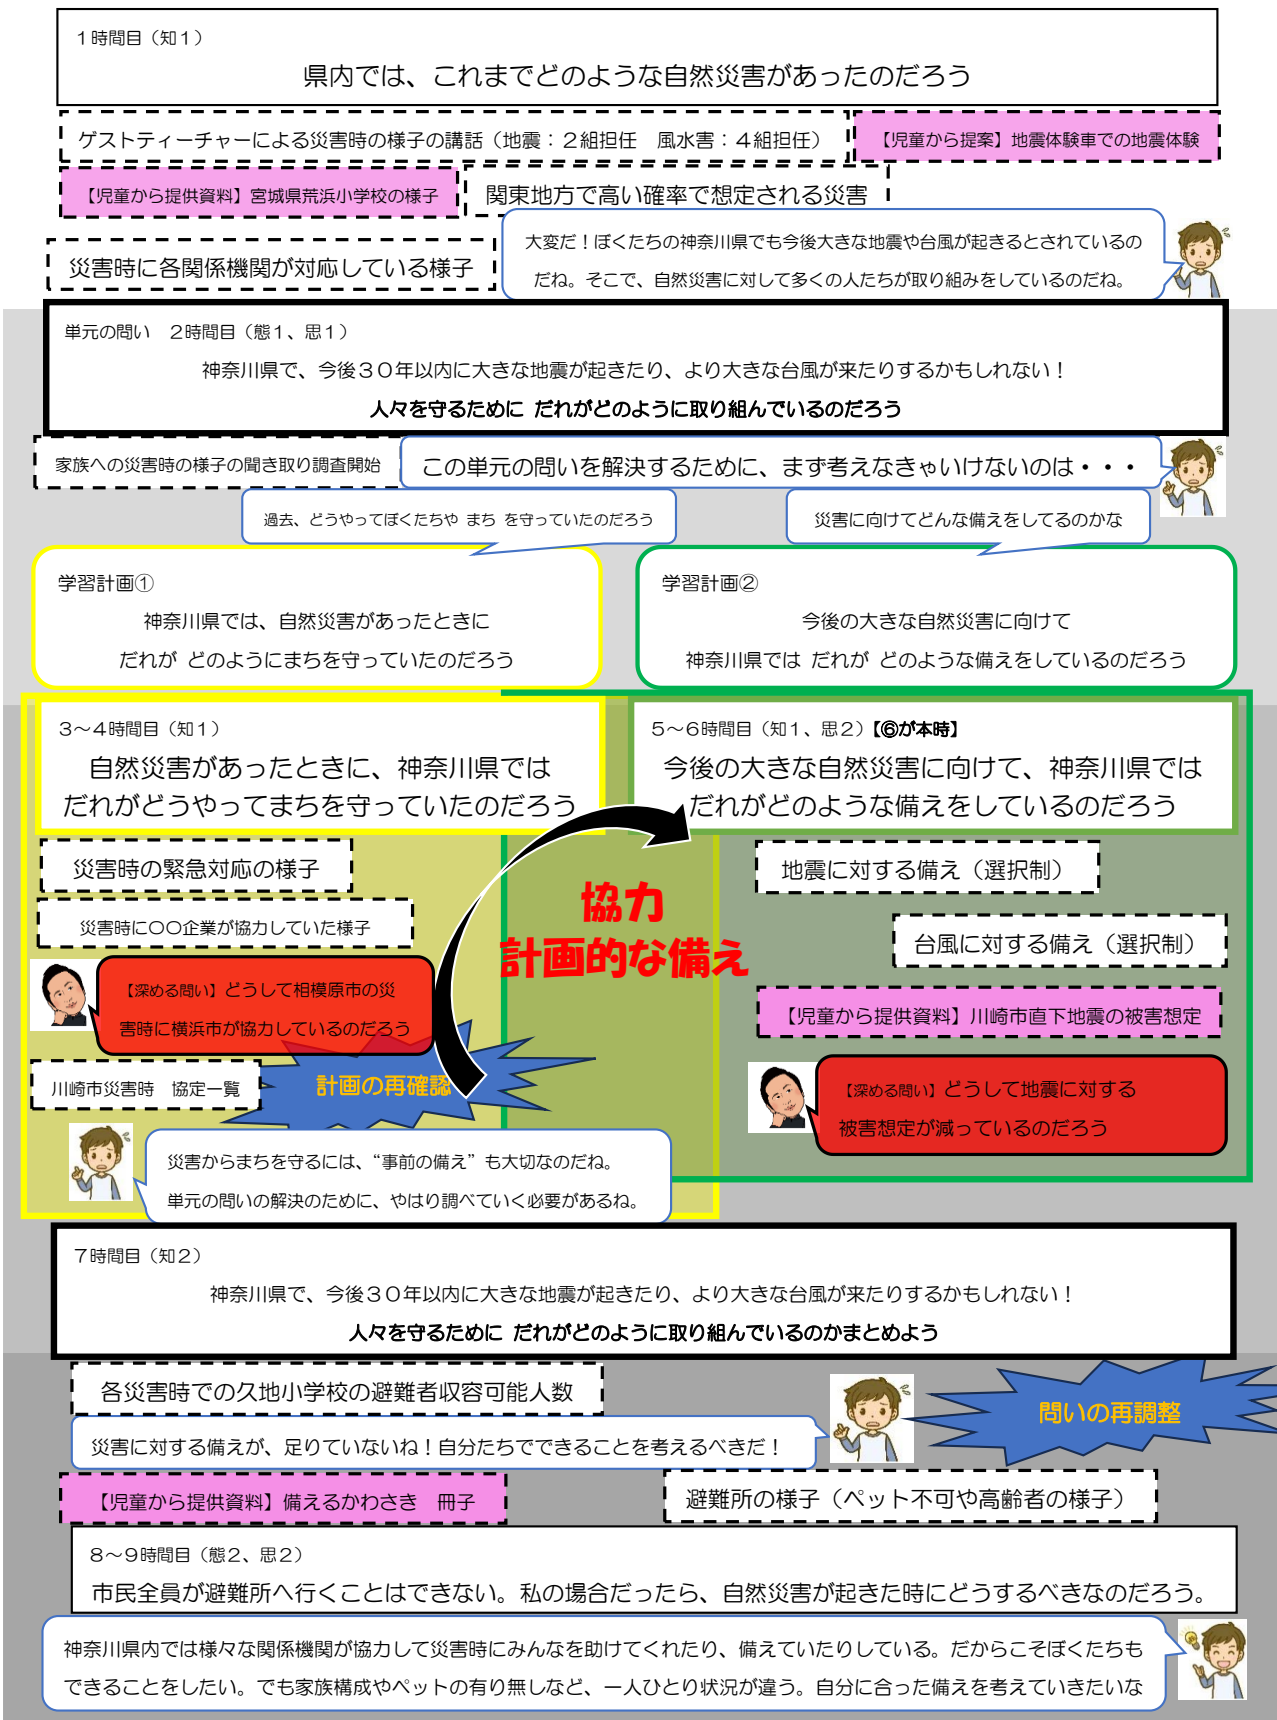 1時間目（知1）
県内では、これまでどのような自然災害があったのだろう
ゲストティーチャーによる災害時の様子の講話（地震：2組担任　風水害：4組担任）
【児童から提案】地震体験車での地震体験
【児童から提供資料】宮城県荒浜小学校の様子
関東地方で高い確率で想定される災害
災害時に各関係機関が対応している様子
大変だ！ぼくたちの神奈川県でも今後大きな地震や台風が起きるとされているの
だね。そこで、自然災害に対して多くの人たちが取り組みをしているのだね。
単元の問い　2時間目（態1、思1）
神奈川県で、今後30年以内に大きな地震が起きたり、より大きな台風が来たりするかもしれない！
人々を守るために だれがどのように取り組んでいるのだろう
家族への災害時の様子の聞き取り調査開始
この単元の問いを解決するために、まず考えなきゃいけないのは・・・
過去、どうやってぼくたちや まち を守っていたのだろう
災害に向けてどんな備えをしてるのかな
学習計画①
神奈川県では、自然災害があったときに
だれが どのようにまちを守っていたのだろう
学習計画②
今後の大きな自然災害に向けて
神奈川県では だれが どのような備えをしているのだろう
3～4時間目（知1）
自然災害があったときに、神奈川県では
だれがどうやってまちを守っていたのだろう
5～6時間目（知1、思2）【⑥が本時】
今後の大きな自然災害に向けて、神奈川県では
だれがどのような備えをしているのだろう
災害時の緊急対応の様子
災害時に〇〇企業が協力していた様子
【深める問い】どうして相模原市の災
害時に横浜市が協力しているのだろう
川崎市災害時　協定一覧
計画の再確認
協力
計画的な備え
地震に対する備え（選択制）
台風に対する備え（選択制）
【児童から提供資料】川崎市直下地震の被害想定
【深める問い】どうして地震に対する
被害想定が減っているのだろう
災害からまちを守るには、“事前の備え”も大切なのだね。
単元の問いの解決のために、やはり調べていく必要があるね。
7時間目（知2）
神奈川県で、今後30年以内に大きな地震が起きたり、より大きな台風が来たりするかもしれない！
人々を守るために だれがどのように取り組んでいるのかまとめよう
各災害時での久地小学校の避難者収容可能人数
問いの再調整
災害に対する備えが、足りていないね！自分たちでできることを考えるべきだ！
【児童から提供資料】備えるかわさき　冊子
避難所の様子（ペット不可や高齢者の様子）
8～9時間目（態2、思2）
市民全員が避難所へ行くことはできない。私の場合だったら、自然災害が起きた時にどうするべきなのだろう。
神奈川県内では様々な関係機関が協力して災害時にみんなを助けてくれたり、備えていたりしている。だからこそぼくたちも
できることをしたい。でも家族構成やペットの有り無しなど、一人ひとり状況が違う。自分に合った備えを考えていきたいな